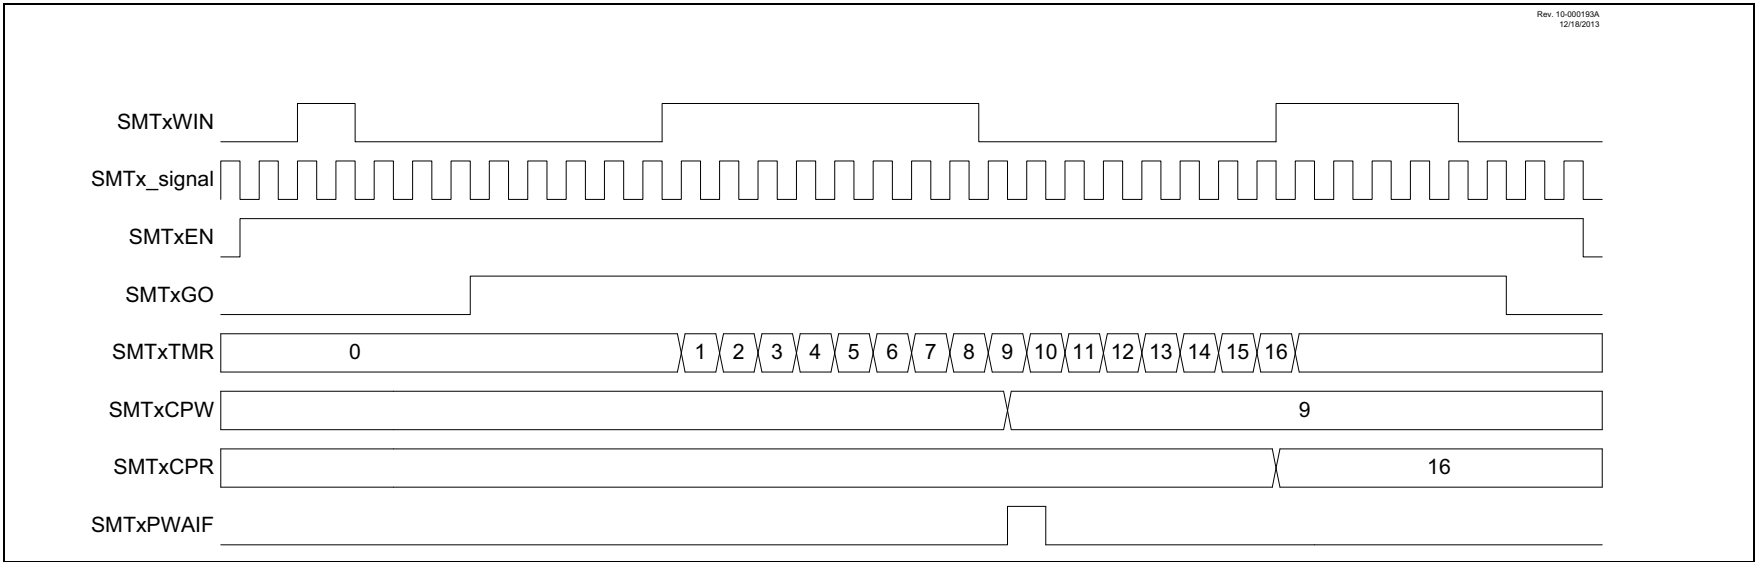 Rev. 10-000193A
12/18/2013
SMTxWIN
SMTx_signal
SMTxEN
SMTxGO
SMTxTMR 0 1 2 3 4 5 6 7 8 9 10 11 12 13 14 15 16
SMTxCPW 9
SMTxCPR 16
SMTxPWAIF